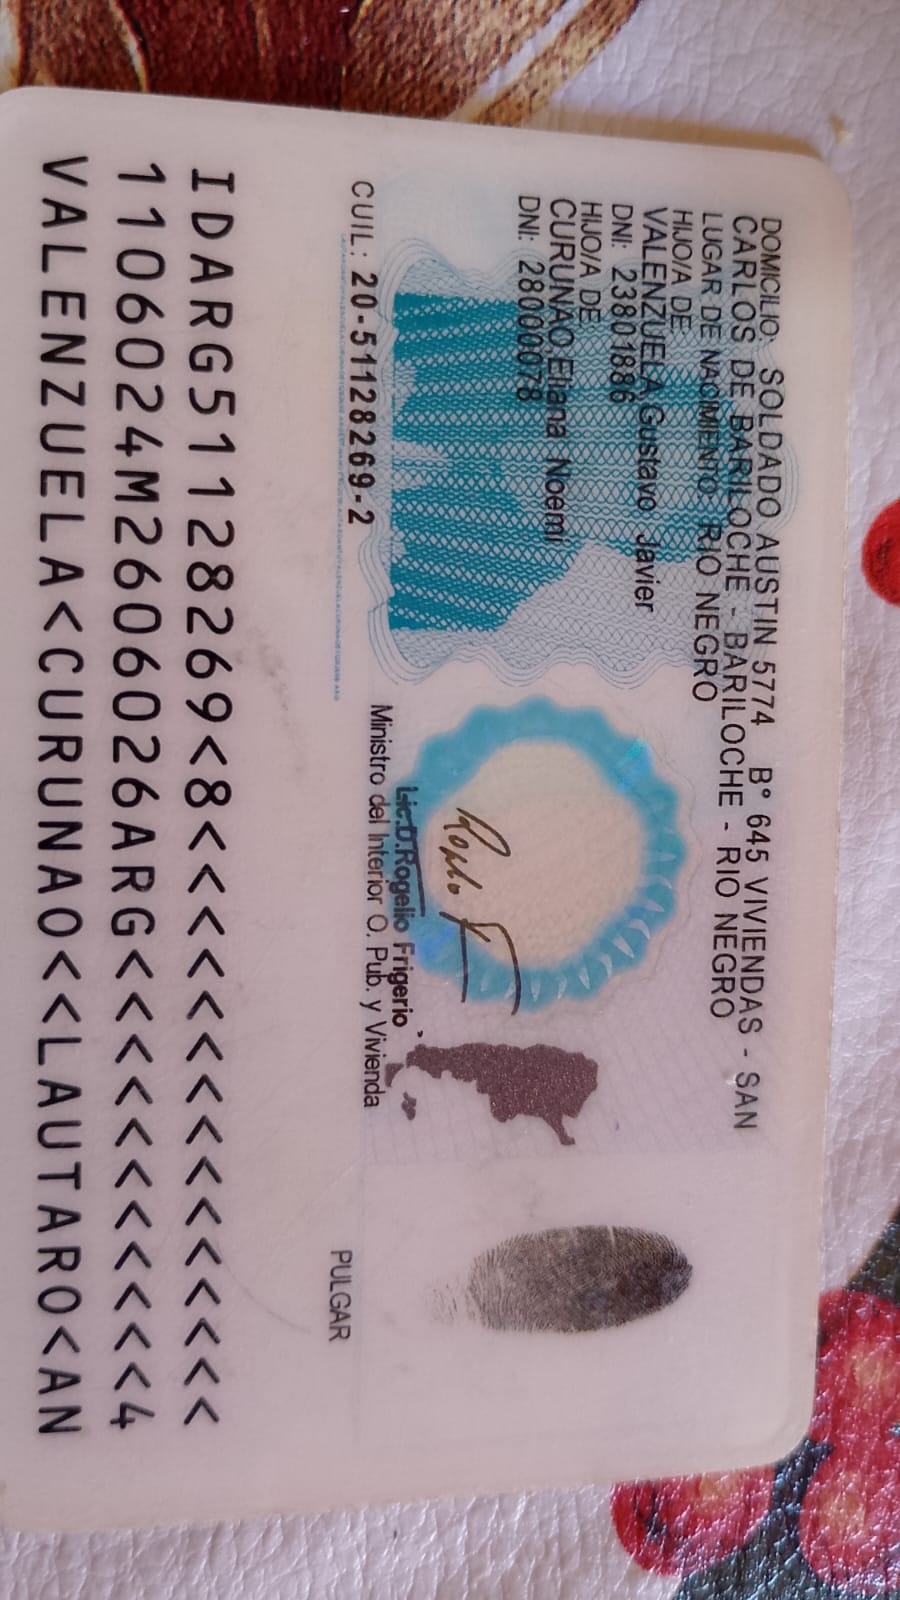 DOMICILIO: SOLDADO AUSTIN 5774 B° 645 VIVIENDAS - SAN
CARLOS DE BARILOCHE - BARILOCHE - RIO NEGRO
LUGAR DE NACIMIENTO: RIO NEGRO
HIJO/A DE
VALENZUELA,Gustavo Javier
DNI: 23801886
HIJO/A DE
CURUNAO,Eliana Noemi
DNI: 28000078
Lic.D.Rogelio Frigerio
Ministro del Interior O. Pub. y Vivienda
CUIL: 20-51128269-2
PULGAR
IDARG51128269<8<<<<<<<<<<<<<<<
1106024M2606026ARG<<<<<<<<<<<4
VALENZUELA<CURUNAO<<LAUTARO<AN